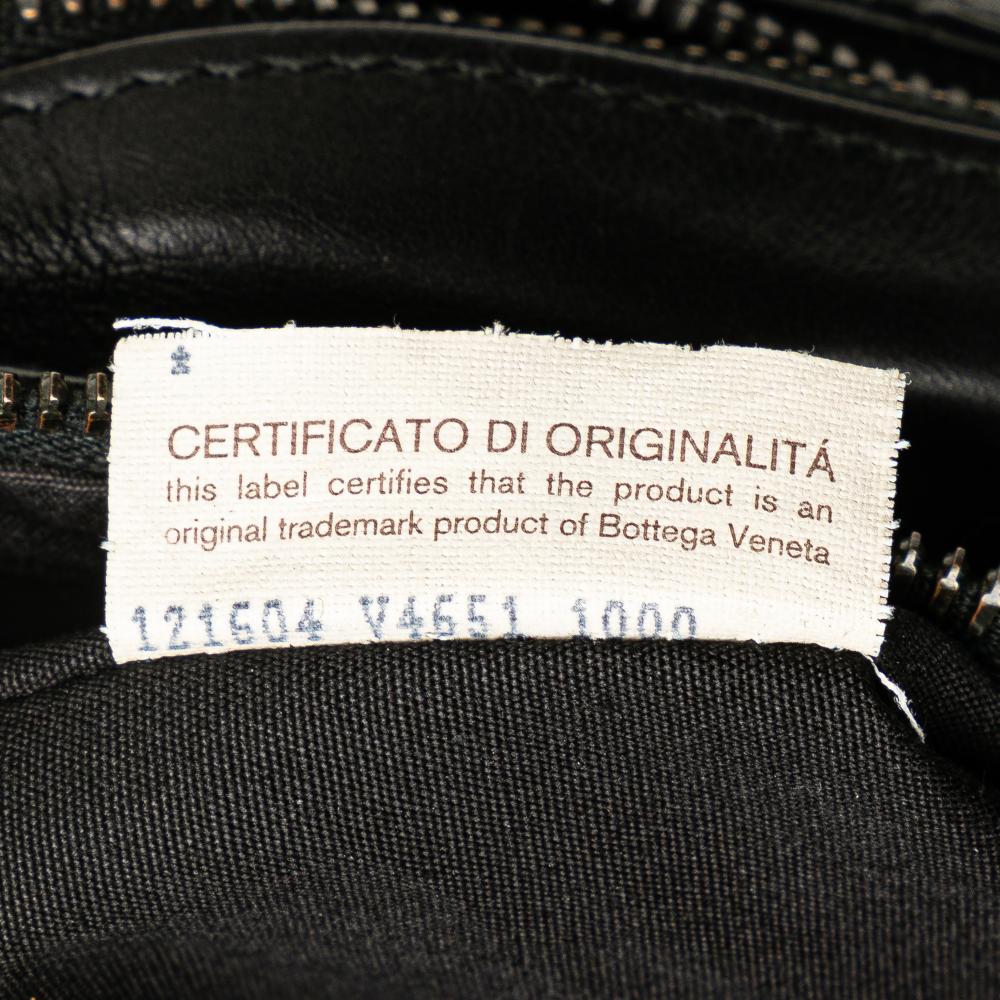 CERTIFICATO DI ORIGINALITÁ
this label certifies that the product is an
original trademark product of Bottega Veneta
121604 V4651 1000